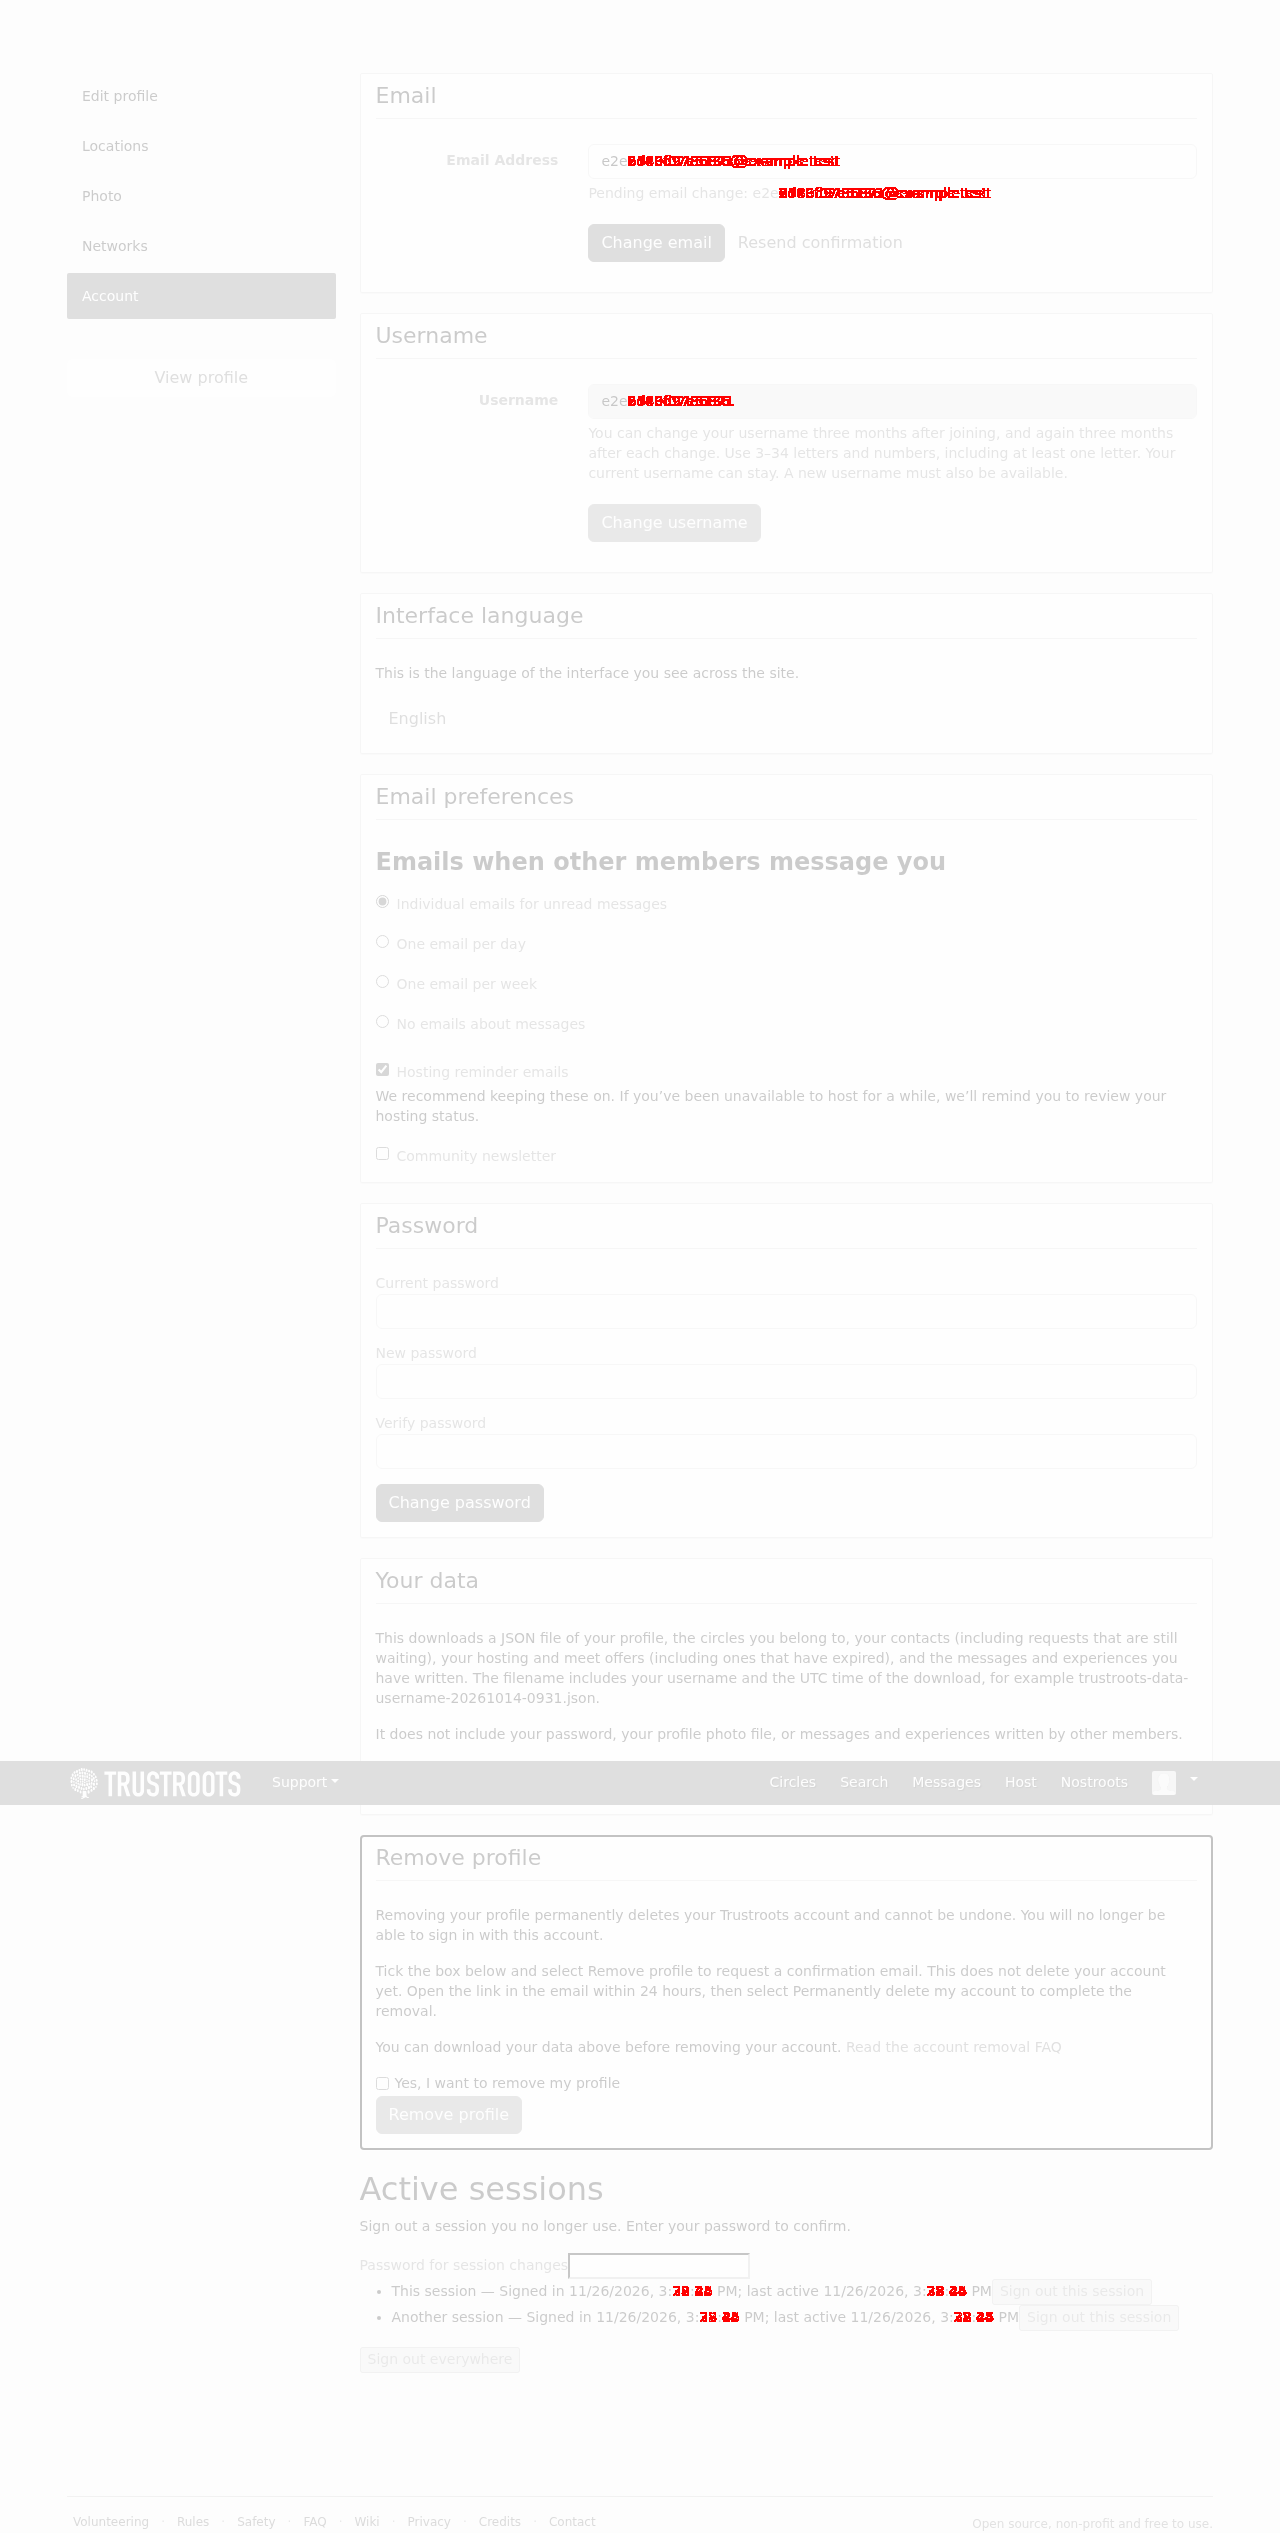 Edit profile
Locations
Photo
Networks
Account
View profile
Email
Email Address
Pending email change:
Change email
Resend confirmation
Username
Username
You can change your username three months after joining, and again three months
after each change. Use 3–34 letters and numbers, including at least one letter. Your
current username can stay. A new username must also be available.
Change username
Interface language
This is the language of the interface you see across the site.
English
Email preferences
Emails when other members message you
Individual emails for unread messages
One email per day
One email per week
No emails about messages
Hosting reminder emails
We recommend keeping these on. If you’ve been unavailable to host for a while, we’ll remind you to review your
hosting status.
Community newsletter
Password
Current password
New password
Verify password
Change password
Your data
This downloads a JSON file of your profile, the circles you belong to, your contacts (including requests that are still
waiting), your hosting and meet offers (including ones that have expired), and the messages and experiences you
have written. The filename includes your username and the UTC time of the download, for example trustroots-data-
username-20261014-0931.json.
It does not include your password, your profile photo file, or messages and experiences written by other members.
TRUSTROOTS Support Circles Search Messages Host Nostroots
Remove profile
Removing your profile permanently deletes your Trustroots account and cannot be undone. You will no longer be
able to sign in with this account.
Tick the box below and select Remove profile to request a confirmation email. This does not delete your account
yet. Open the link in the email within 24 hours, then select Permanently delete my account to complete the
removal.
You can download your data above before removing your account. Read the account removal FAQ
Yes, I want to remove my profile
Remove profile
Active sessions
Sign out a session you no longer use. Enter your password to confirm.
Password for session changes
• This session — Signed in 11/26/2026, PM; last active 11/26/2026, PM Sign out this session
• Another session — Signed in 11/26/2026, PM; last active 11/26/2026, PM Sign out this session
Sign out everywhere
Volunteering · Rules · Safety · FAQ · Wiki · Privacy · Credits · Contact
Open source, non-profit and free to use.